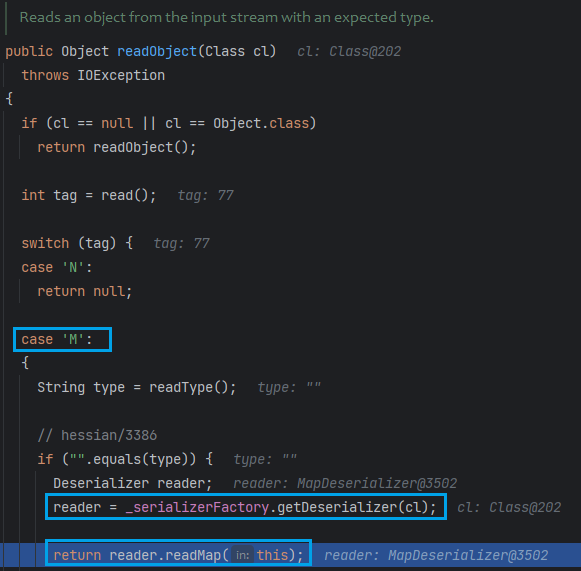 Reads an object from the input stream with an expected type.
public Object readObject(Class cl)   cl: Class@202
  throws IOException
{
  if (cl == null || cl == Object.class)
    return readObject();

  int tag = read();   tag: 77

  switch (tag) {   tag: 77
  case 'N':
    return null;

  case 'M':
  {
    String type = readType();   type: ""

    // hessian/3386
    if ("".equals(type)) {   type: ""
      Deserializer reader;   reader: MapDeserializer@3502
      reader = _serializerFactory.getDeserializer(cl);   cl: Class@202

      return reader.readMap( in: this);   reader: MapDeserializer@3502